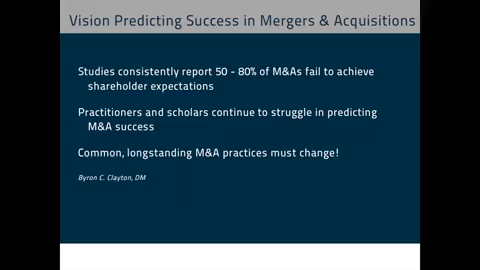 Vision Predicting Success in Mergers & Acquisitions
Studies consistently report 50 - 80% of M&As fail to achieve
shareholder expectations
Practitioners and scholars continue to struggle in predicting
M&A success
Common, longstanding M&A practices must change!
Byron C. Clayton, DM